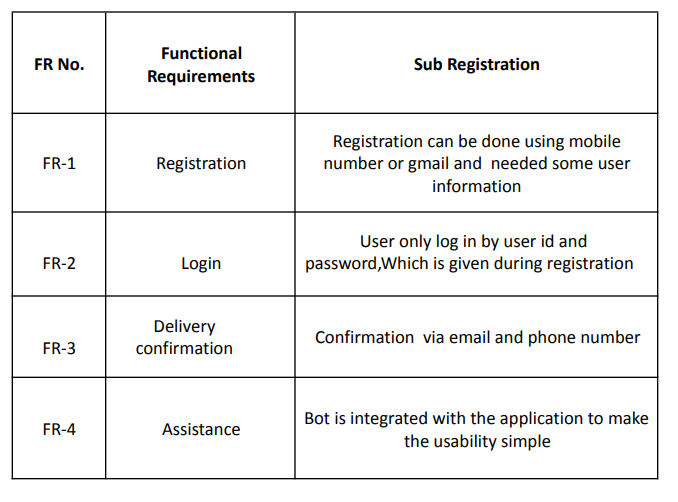 FR No.
Functional
Requirements
Sub Registration
FR-1
Registration
Registration can be done using mobile
number or gmail and needed some user
information
FR-2
Login
User only log in by user id and
password,Which is given during registration
FR-3
Delivery
confirmation
Confirmation via email and phone number
FR-4
Assistance
Bot is integrated with the application to make
the usability simple